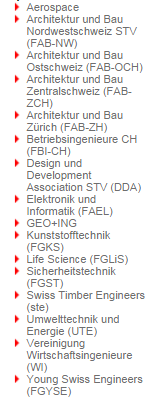 Aerospace
Architektur und Bau
Nordwestschweiz STV
(FAB-NW)
Architektur und Bau
Ostschweiz (FAB-OCH)
Architektur und Bau
Zentralschweiz (FAB-
ZCH)
Architektur und Bau
Zürich (FAB-ZH)
Betriebsingenieure CH
(FBI-CH)
Design und
Development
Association STV (DDA)
Elektronik und
Informatik (FAEL)
GEO+ING
Kunststofftechnik
(FGKS)
Life Science (FGLiS)
Sicherheitstechnik
(FGST)
Swiss Timber Engineers
(ste)
Umwelttechnik und
Energie (UTE)
Vereinigung
Wirtschaftsingenieure
(WI)
Young Swiss Engineers
(FGYSE)